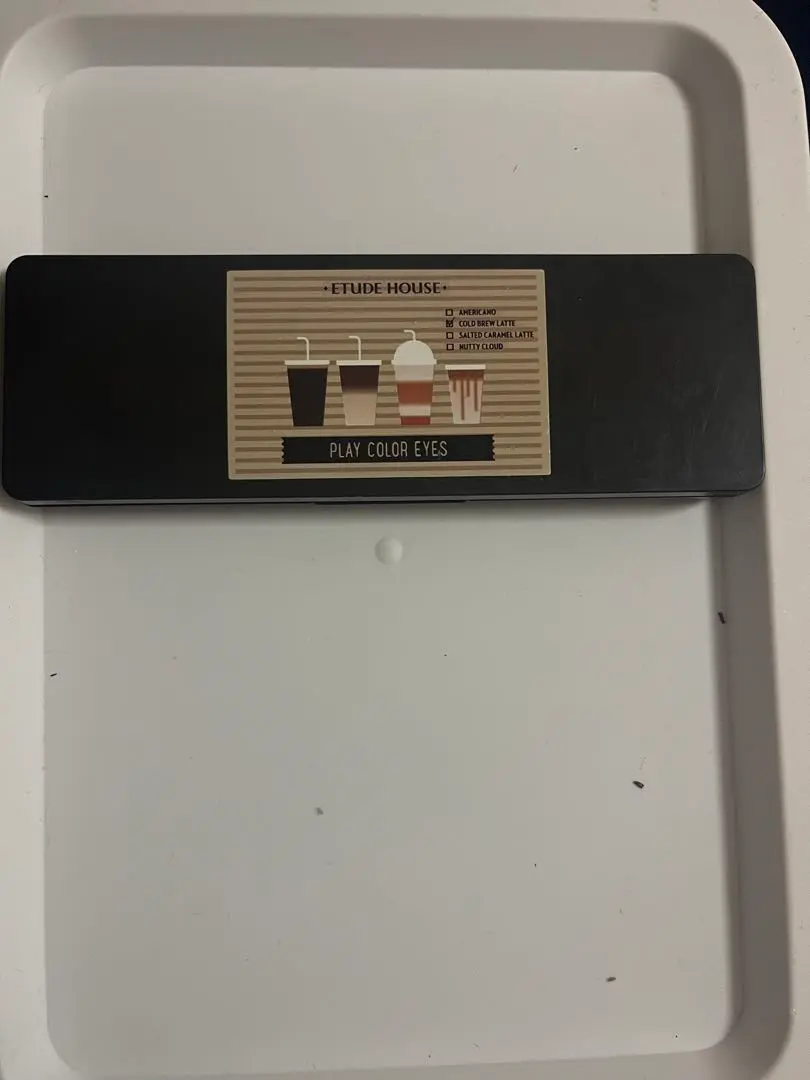 •ETUDE HOUSE•
AMERICANO
COLD BREW LATTE
SALTED CARAMEL LATTE
NUTTY CLOUD
PLAY COLOR EYES